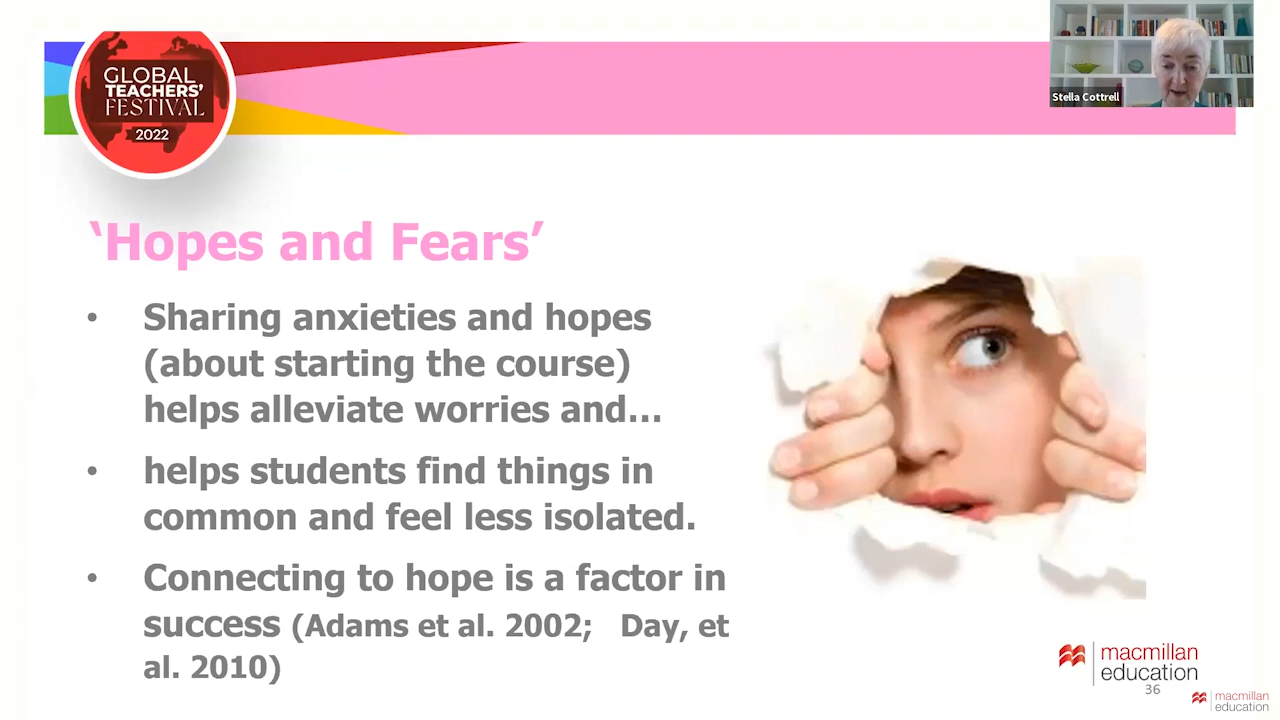 GLOBAL
TEACHERS'
FESTIVAL
2022
Stella Cottrell
‘Hopes and Fears’
• Sharing anxieties and hopes
(about starting the course)
helps alleviate worries and…
• helps students find things in
common and feel less isolated.
• Connecting to hope is a factor in
success (Adams et al. 2002; Day, et
al. 2010)
macmillan
education
36
macmillan
education